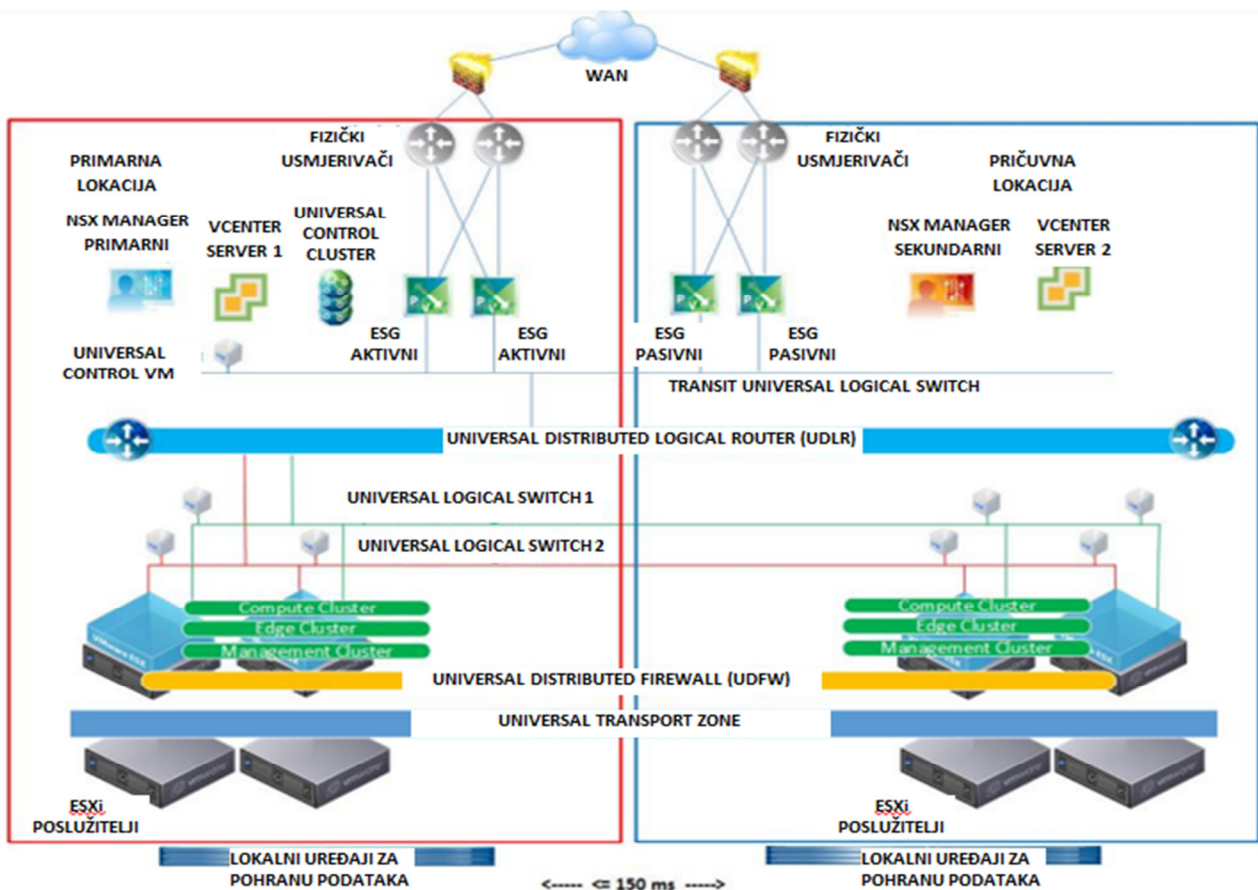 WAN
FIZIČKI
USMJERIVAČI
FIZIČKI
USMJERIVAČI
PRIMARNA
LOKACIJA
PRIČUVNA
LOKACIJA
NSX MANAGER
PRIMARNI
VCENTER
SERVER 1
UNIVERSAL
CONTROL
CLUSTER
NSX MANAGER
SEKUNDARNI
VCENTER
SERVER 2
ESG
AKTIVNI
ESG
AKTIVNI
ESG
PASIVNI
ESG
PASIVNI
UNIVERSAL
CONTROL VM
TRANSIT UNIVERSAL LOGICAL SWITCH
UNIVERSAL DISTRIBUTED LOGICAL ROUTER (UDLR)
UNIVERSAL LOGICAL SWITCH 1
UNIVERSAL LOGICAL SWITCH 2
Compute Cluster
Edge Cluster
Management Cluster
Compute Cluster
Edge Cluster
Management Cluster
UNIVERSAL DISTRIBUTED FIREWALL (UDFW)
UNIVERSAL TRANSPORT ZONE
ESXi
POSLUŽITELJI
ESXi
POSLUŽITELJI
LOKALNI UREĐAJI ZA
POHRANU PODATAKA
LOKALNI UREĐAJI ZA
POHRANU PODATAKA
<----- <= 150 ms ----->